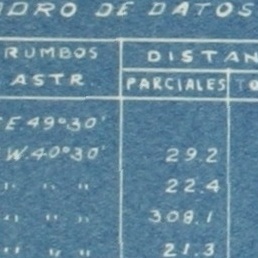 DRO DE DATOS
RUMBOS DISTAN
ASTR. PARCIALES TO
E 49°30'
W 40°30' 29.2
" " " 22.4
" " " 308.1
" " " 21.3